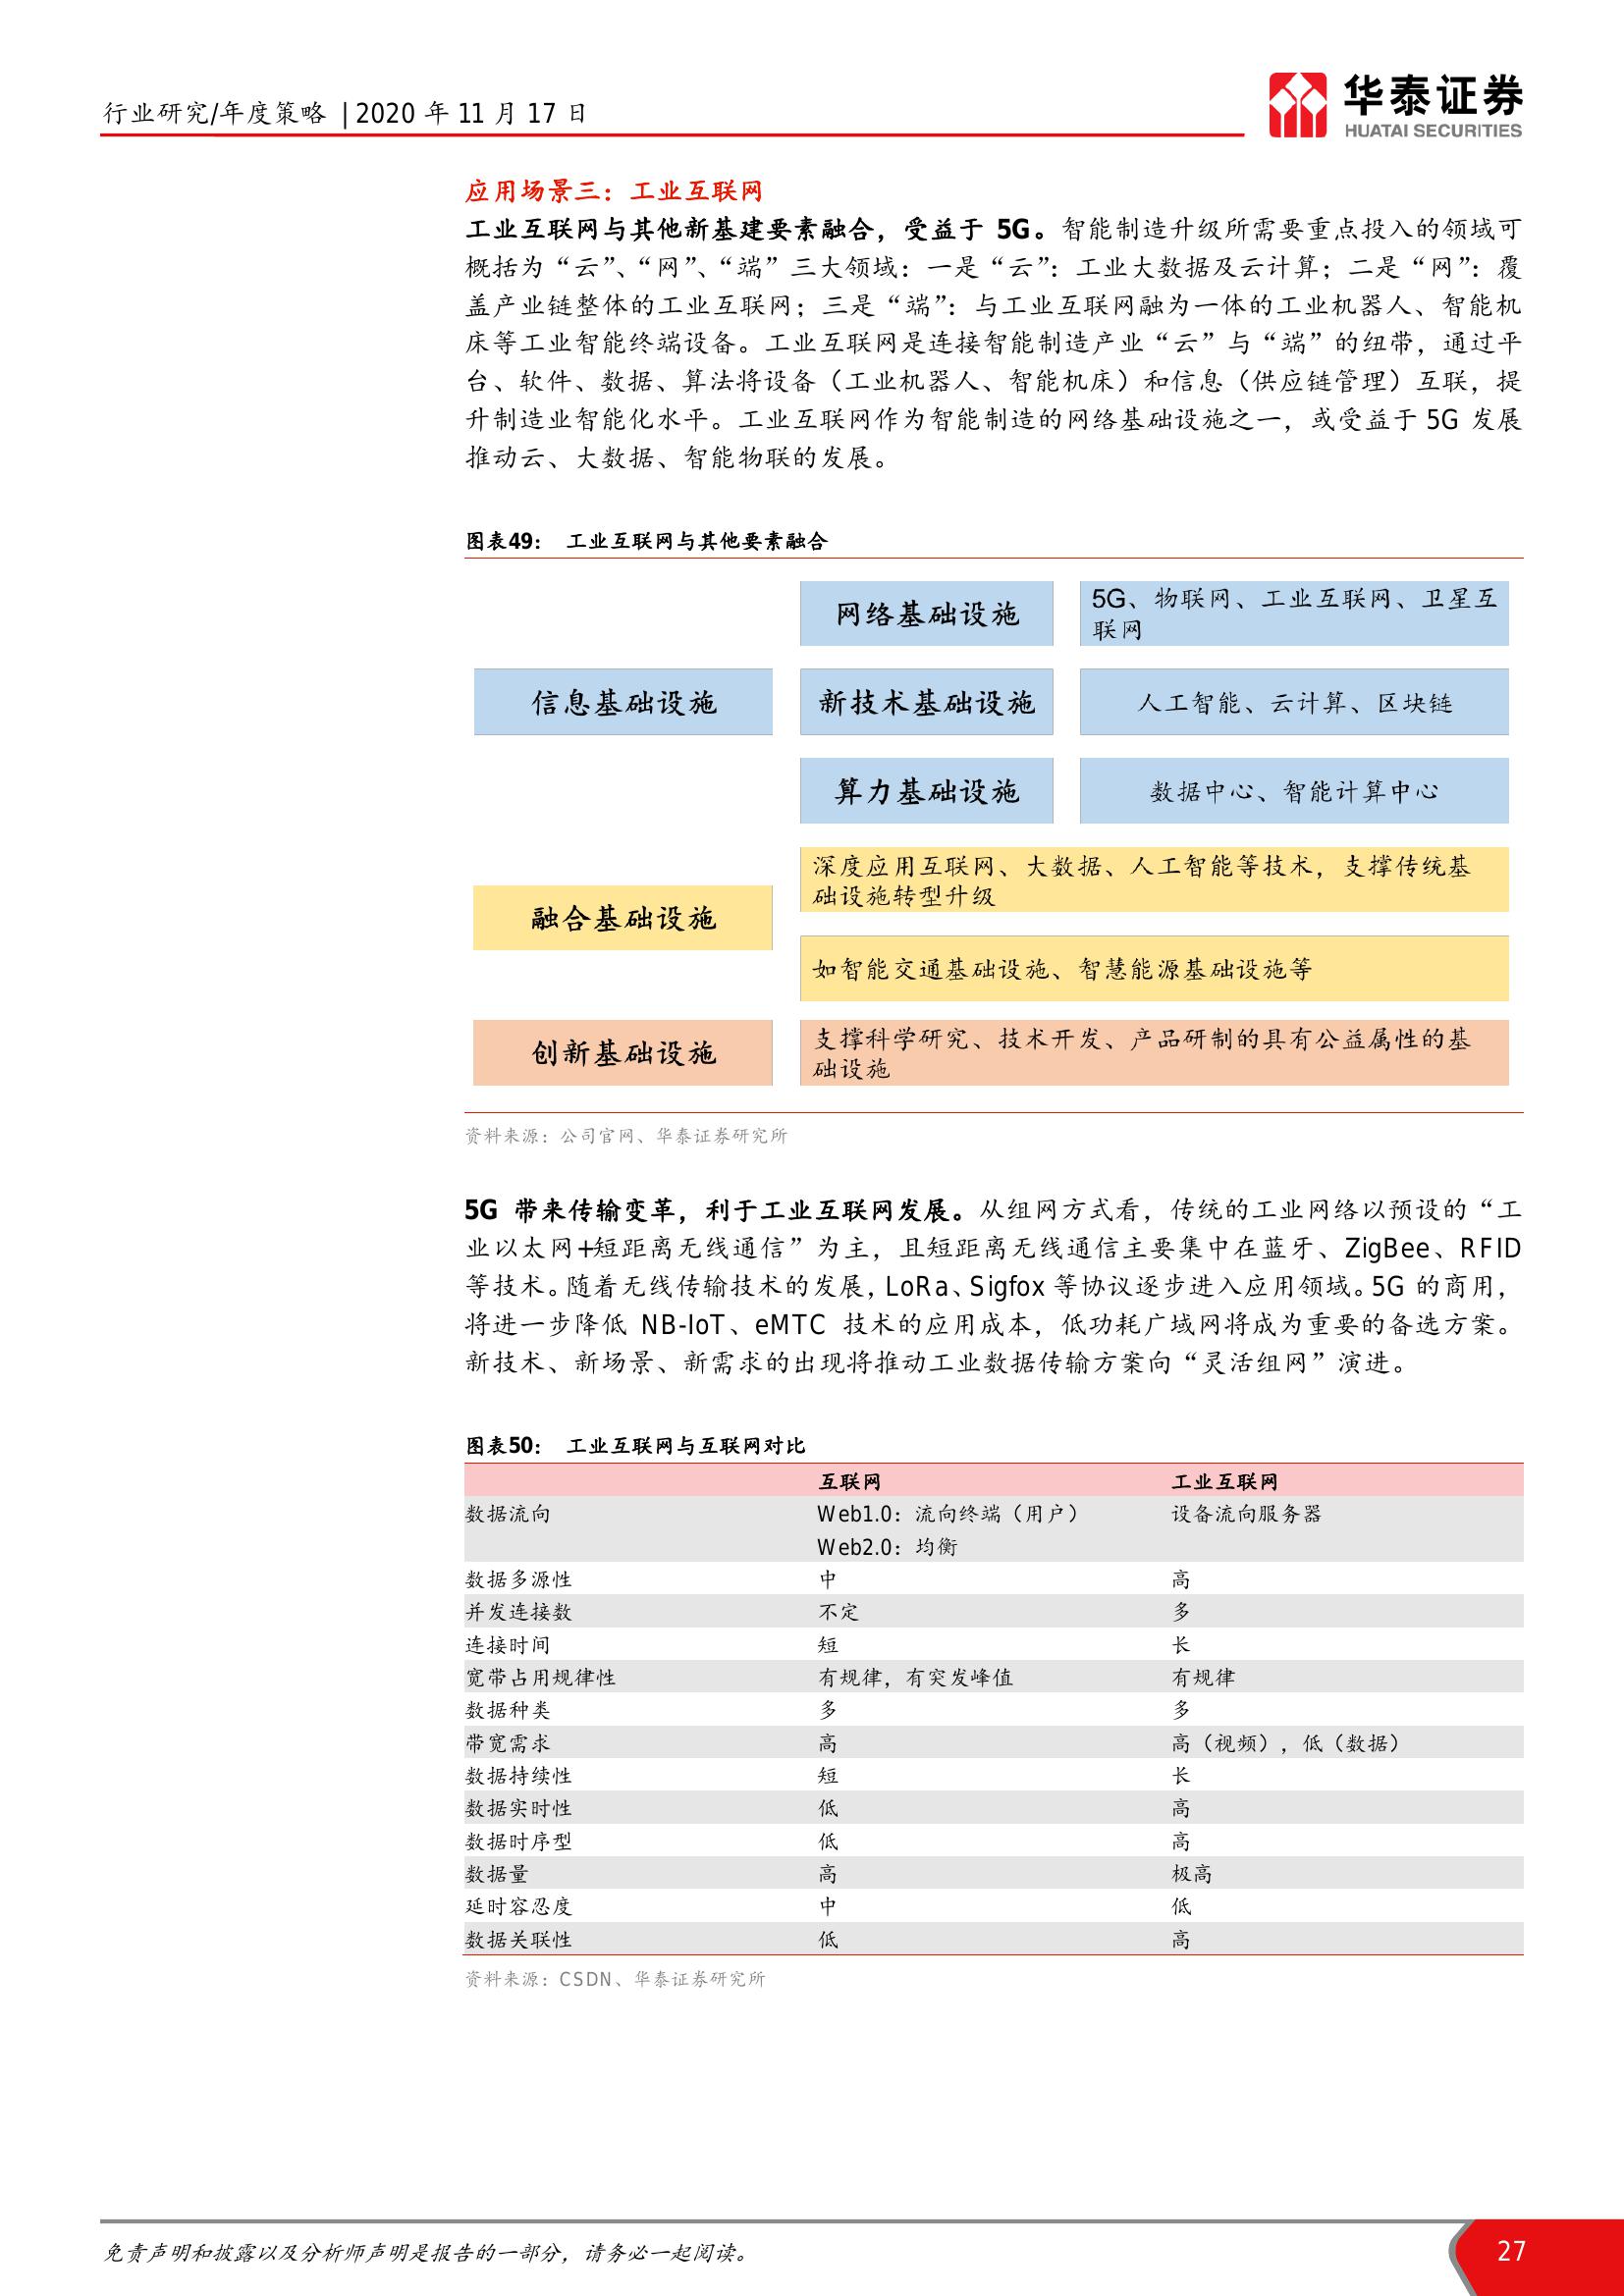 行业研究/年度策略 | 2020 年 11 月 17 日
华泰证券
HUATAI SECURITIES
应用场景三：工业互联网
工业互联网与其他新基建要素融合，受益于 5G。智能制造升级所需要重点投入的领域可
概括为“云”、“网”、“端”三大领域：一是“云”：工业大数据及云计算；二是“网”：覆
盖产业链整体的工业互联网；三是“端”：与工业互联网融为一体的工业机器人、智能机
床等工业智能终端设备。工业互联网是连接智能制造产业“云”与“端”的纽带，通过平
台、软件、数据、算法将设备（工业机器人、智能机床）和信息（供应链管理）互联，提
升制造业智能化水平。工业互联网作为智能制造的网络基础设施之一，或受益于 5G 发展
推动云、大数据、智能物联的发展。
图表49： 工业互联网与其他要素融合
网络基础设施
5G、物联网、工业互联网、卫星互
联网
信息基础设施
新技术基础设施
人工智能、云计算、区块链
算力基础设施
数据中心、智能计算中心
融合基础设施
深度应用互联网、大数据、人工智能等技术，支撑传统基
础设施转型升级
如智能交通基础设施、智慧能源基础设施等
创新基础设施
支撑科学研究、技术开发、产品研制的具有公益属性的基
础设施
资料来源：公司官网、华泰证券研究所
5G 带来传输变革，利于工业互联网发展。从组网方式看，传统的工业网络以预设的“工
业以太网+短距离无线通信”为主，且短距离无线通信主要集中在蓝牙、ZigBee、RFID
等技术。随着无线传输技术的发展，LoRa、Sigfox 等协议逐步进入应用领域。5G 的商用，
将进一步降低 NB-IoT、eMTC 技术的应用成本，低功耗广域网将成为重要的备选方案。
新技术、新场景、新需求的出现将推动工业数据传输方案向“灵活组网”演进。
图表50： 工业互联网与互联网对比
互联网 工业互联网
数据流向 Web1.0：流向终端（用户） 设备流向服务器
Web2.0：均衡
数据多源性 中 高
并发连接数 不定 多
连接时间 短 长
宽带占用规律性 有规律，有突发峰值 有规律
数据种类 多 多
带宽需求 高 高（视频），低（数据）
数据持续性 短 长
数据实时性 低 高
数据时序型 低 高
数据量 高 极高
延时容忍度 中 低
数据关联性 低 高
资料来源：CSDN、华泰证券研究所
免责声明和披露以及分析师声明是报告的一部分，请务必一起阅读。
27